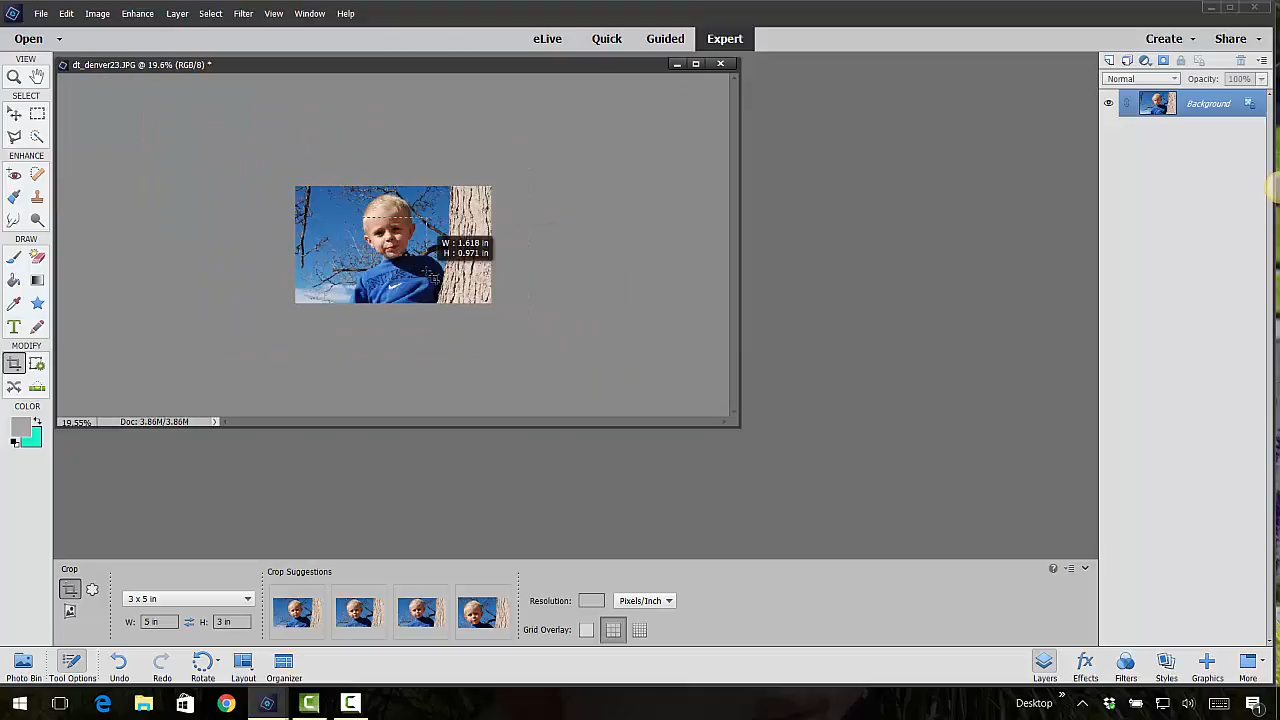 File Edit Image Enhance Layer Select Filter View Window Help
Open eLive Quick Guided Expert Create Share
VIEW
dt_denver23.JPG @ 19.6% (RGB/8) *
Normal Opacity: 100%
SELECT
Background
ENHANCE
DRAW
W : 1.618 in
H : 0.971 in
T
MODIFY
COLOR
19.55% Doc: 3.86M/3.86M
Crop
Crop Suggestions
3 x 5 in
Resolution: Pixels/Inch
W: 5 in H: 3 in
Grid Overlay:
Photo Bin Tool Options Undo Redo Rotate Layout Organizer Layers Effects Filters Styles Graphics More
Desktop